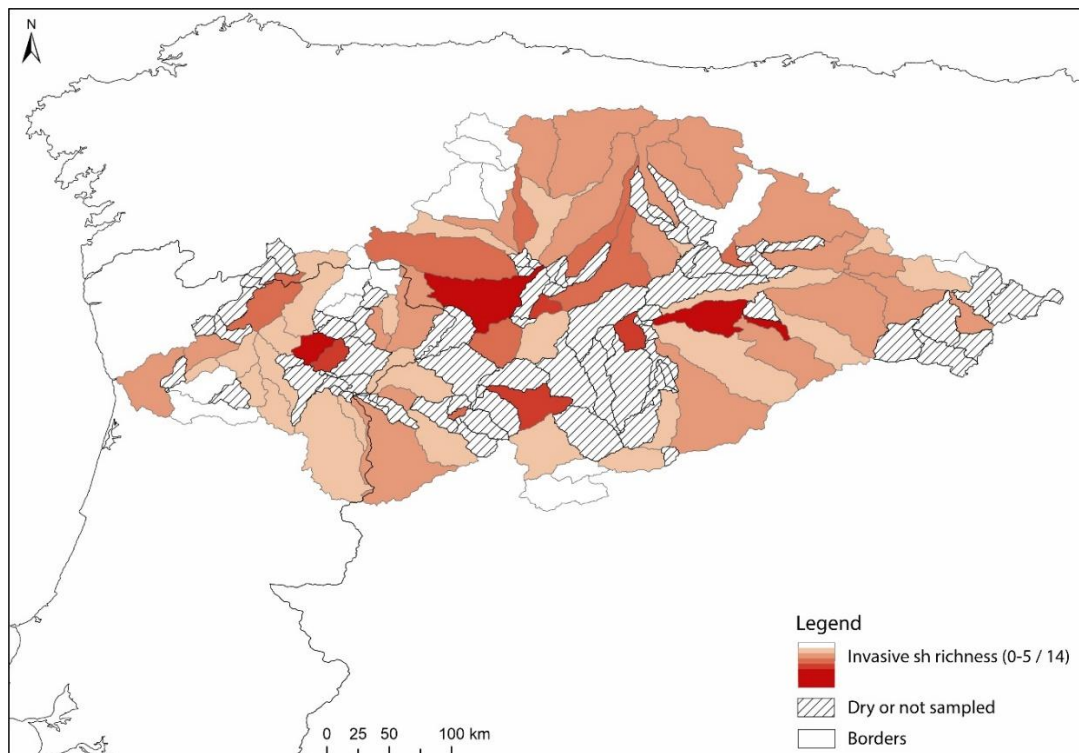 N
Legend
Invasive sh richness (0-5 / 14)
Dry or not sampled
Borders
0 25 50 100 km